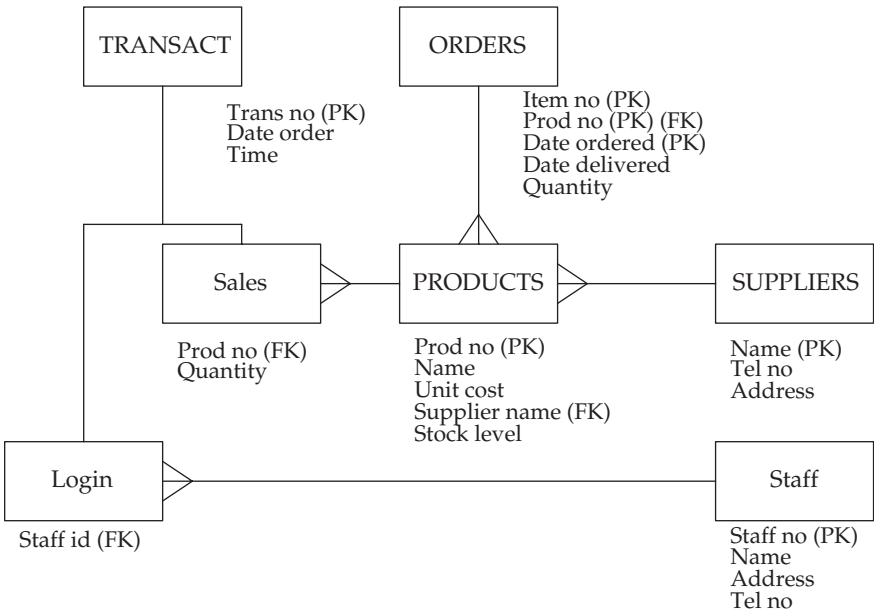 TRANSACT
Trans no (PK)
Date order
Time
ORDERS
Item no (PK)
Prod no (PK) (FK)
Date ordered (PK)
Date delivered
Quantity
Sales
Prod no (FK)
Quantity
PRODUCTS
Prod no (PK)
Name
Unit cost
Supplier name (FK)
Stock level
SUPPLIERS
Name (PK)
Tel no
Address
Login
Staff id (FK)
Staff
Staff no (PK)
Name
Address
Tel no